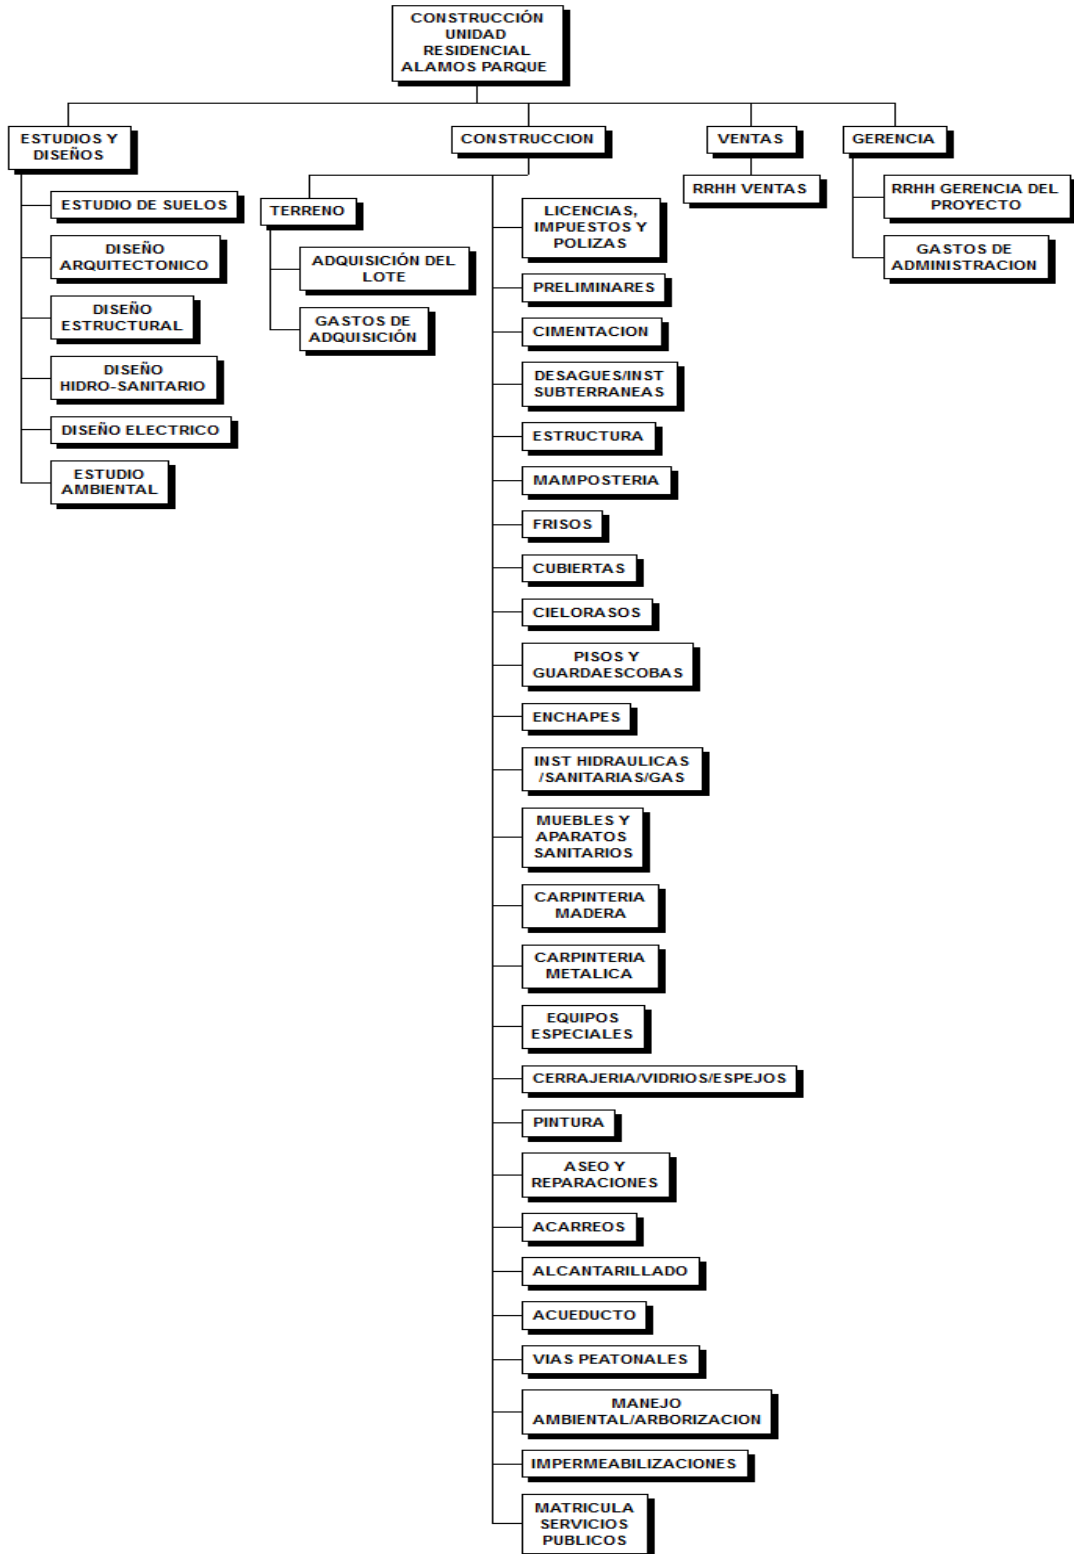 CONSTRUCCIÓN
UNIDAD
RESIDENCIAL
ALAMOS PARQUE
ESTUDIOS Y
DISEÑOS
ESTUDIO DE SUELOS
DISEÑO
ARQUITECTONICO
DISEÑO
ESTRUCTURAL
DISEÑO
HIDRO-SANITARIO
DISEÑO ELECTRICO
ESTUDIO
AMBIENTAL
CONSTRUCCION
TERRENO
ADQUISICIÓN DEL
LOTE
GASTOS DE
ADQUISICIÓN
LICENCIAS,
IMPUESTOS Y
POLIZAS
PRELIMINARES
CIMENTACION
DESAGUES/INST
SUBTERRANEAS
ESTRUCTURA
MAMPOSTERIA
FRISOS
CUBIERTAS
CIELORASOS
PISOS Y
GUARDAESCOBAS
ENCHAPES
INST HIDRAULICAS
/SANITARIAS/GAS
MUEBLES Y
APARATOS
SANITARIOS
CARPINTERIA
MADERA
CARPINTERIA
METALICA
EQUIPOS
ESPECIALES
CERRAJERIA/VIDRIOS/ESPEJOS
PINTURA
ASEO Y
REPARACIONES
ACARREOS
ALCANTARILLADO
ACUEDUCTO
VIAS PEATONALES
MANEJO
AMBIENTAL/ARBORIZACION
IMPERMEABILIZACIONES
MATRICULA
SERVICIOS
PUBLICOS
VENTAS
RRHH VENTAS
GERENCIA
RRHH GERENCIA DEL
PROYECTO
GASTOS DE
ADMINISTRACION